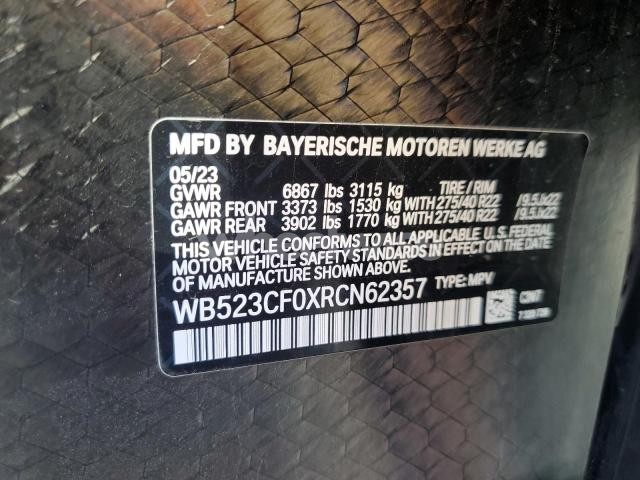 MFD BY BAYERISCHE MOTOREN WERKE AG
05/23
GVWR 6867 lbs 3115 kg TIRE / RIM
GAWR FRONT 3373 lbs 1530 kg WITH 275/40 R22 /9.5Jx22
GAWR REAR 3902 lbs 1770 kg WITH 275/40 R22 /9.5Jx22
THIS VEHICLE CONFORMS TO ALL APPLICABLE U. S. FEDERAL
MOTOR VEHICLE SAFETY STANDARDS IN EFFECT ON THE DATE
OF MANUFACTURE SHOWN ABOVE.
WB523CF0XRCN62357 TYPE: MPV